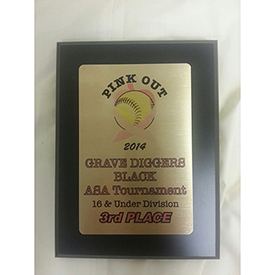 PINK OUT
2014
GRAVE DIGGERS
BLACK
ASA Tournament
16 & Under Division
3rd PLACE